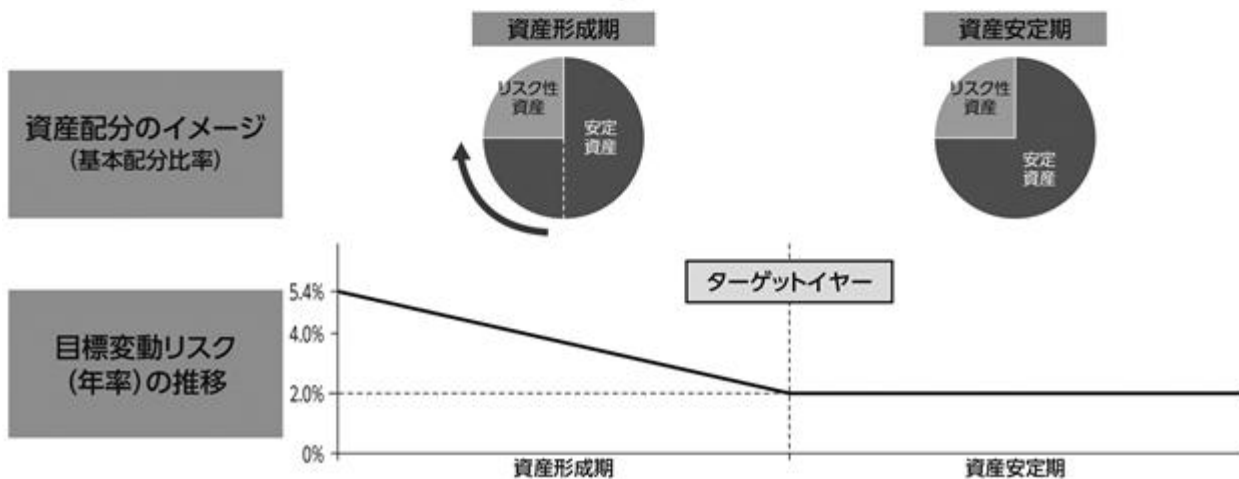 資産形成期
資産安定期
資産配分のイメージ
(基本配分比率)
リスク性
資産
安定
資産
リスク性
資産
安定
資産
ターゲットイヤー
目標変動リスク
(年率)の推移
5.4%
4.0%
2.0%
0%
資産形成期
資産安定期